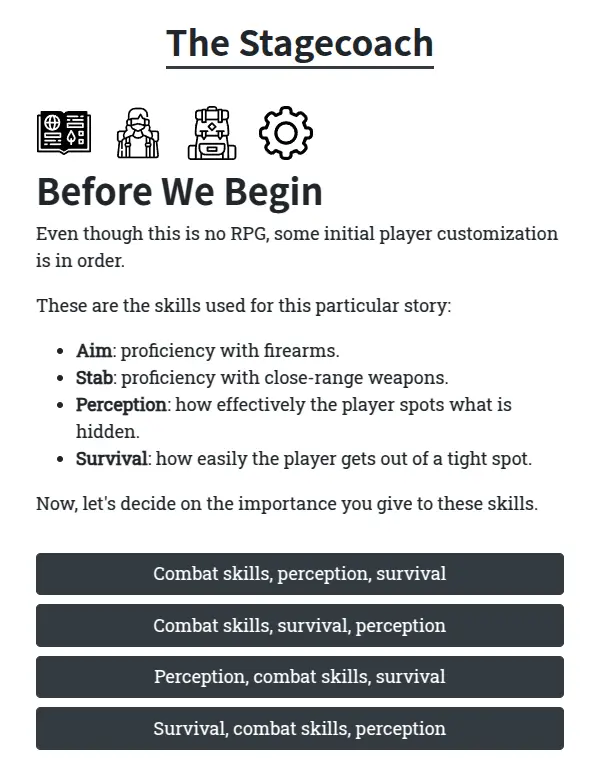 The Stagecoach
Before We Begin
Even though this is no RPG, some initial player customization
is in order.
These are the skills used for this particular story:
• Aim: proficiency with firearms.
• Stab: proficiency with close-range weapons.
• Perception: how effectively the player spots what is
hidden.
• Survival: how easily the player gets out of a tight spot.
Now, let's decide on the importance you give to these skills.
Combat skills, perception, survival
Combat skills, survival, perception
Perception, combat skills, survival
Survival, combat skills, perception